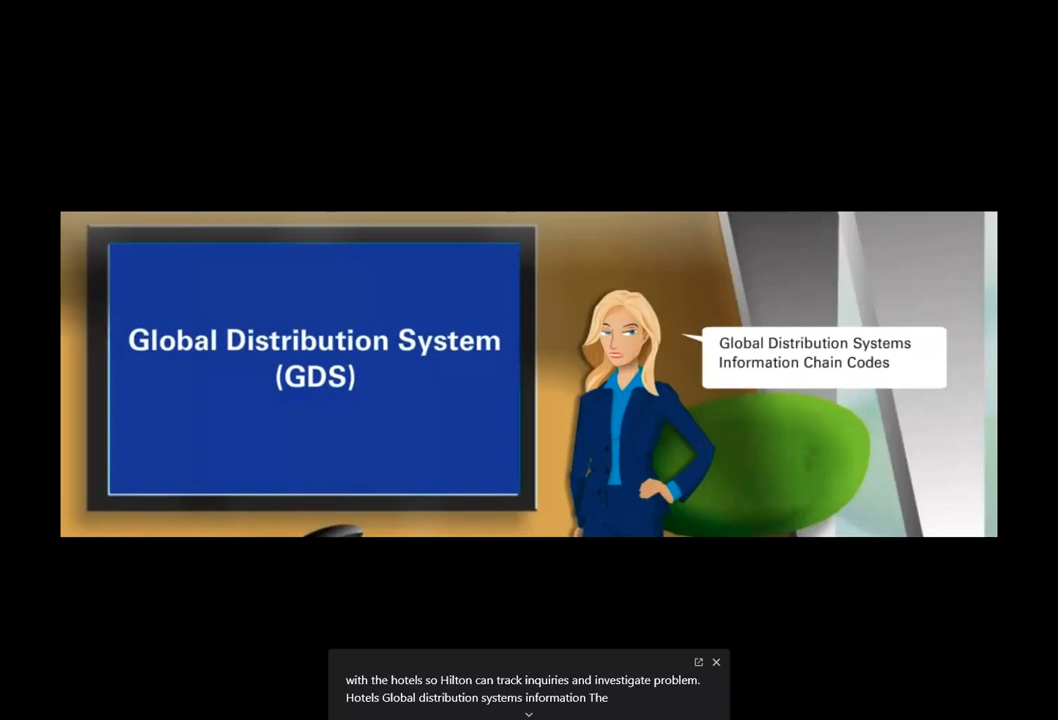 Global Distribution System
(GDS)
Global Distribution Systems
Information Chain Codes
with the hotels so Hilton can track inquiries and investigate problem.
Hotels Global distribution systems information The